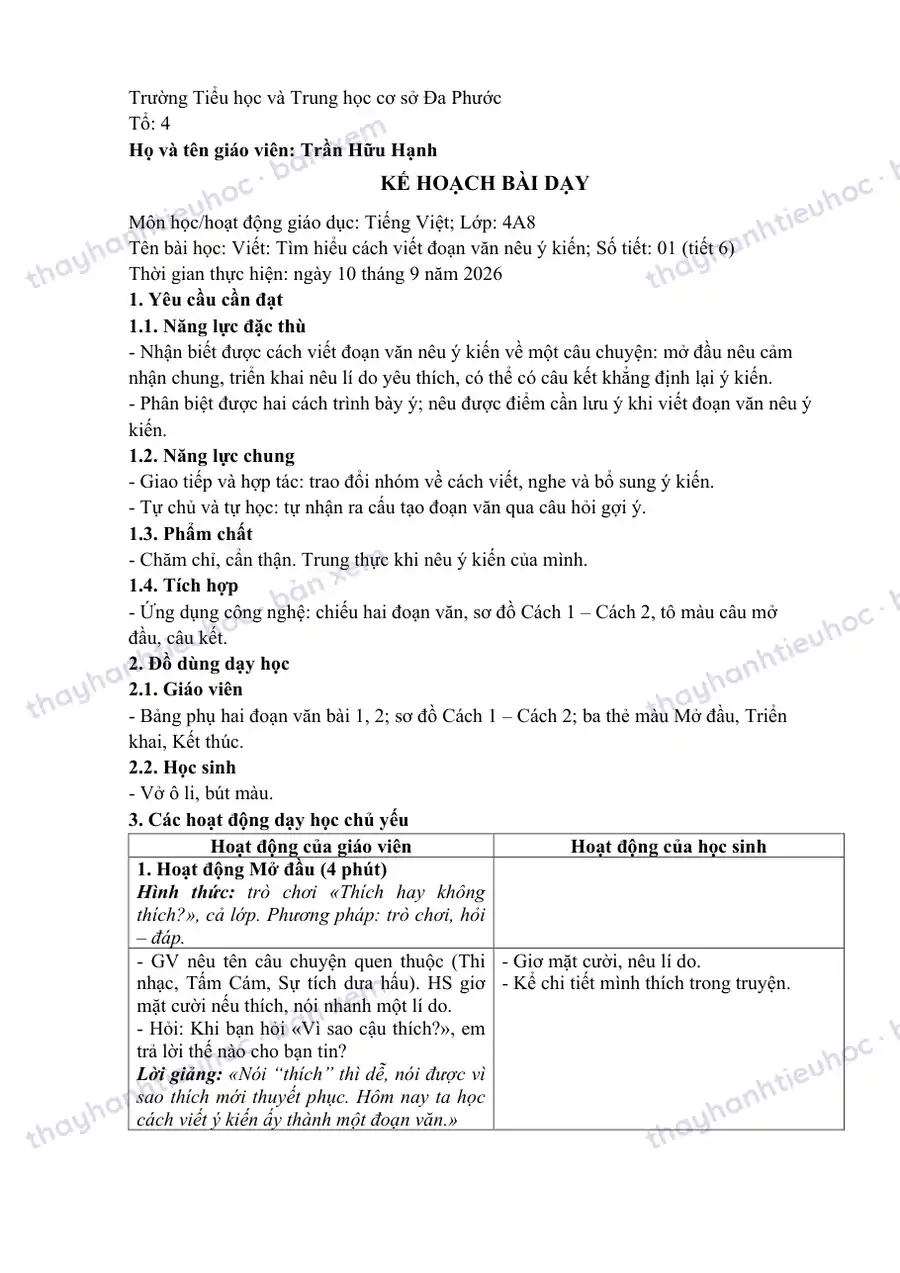 Trường Tiểu học và Trung học cơ sở Đa Phước
Tổ: 4
Họ và tên giáo viên: Trần Hữu Hạnh
KẾ HOẠCH BÀI DẠY
Môn học/hoạt động giáo dục: Tiếng Việt; Lớp: 4A8
Tên bài học: Viết: Tìm hiểu cách viết đoạn văn nêu ý kiến; Số tiết: 01 (tiết 6)
Thời gian thực hiện: ngày 10 tháng 9 năm 2026
1. Yêu cầu cần đạt
1.1. Năng lực đặc thù
- Nhận biết được cách viết đoạn văn nêu ý kiến về một câu chuyện: mở đầu nêu cảm
nhận chung, triển khai nêu lí do yêu thích, có thể có câu kết khẳng định lại ý kiến.
- Phân biệt được hai cách trình bày ý; nêu được điểm cần lưu ý khi viết đoạn văn nêu ý
kiến.
1.2. Năng lực chung
- Giao tiếp và hợp tác: trao đổi nhóm về cách viết, nghe và bổ sung ý kiến.
- Tự chủ và tự học: tự nhận ra cấu tạo đoạn văn qua câu hỏi gợi ý.
1.3. Phẩm chất
- Chăm chỉ, cẩn thận. Trung thực khi nêu ý kiến của mình.
1.4. Tích hợp
- Ứng dụng công nghệ: chiếu hai đoạn văn, sơ đồ Cách 1 – Cách 2, tô màu câu mở
đầu, câu kết.
2. Đồ dùng dạy học
2.1. Giáo viên
- Bảng phụ hai đoạn văn bài 1, 2; sơ đồ Cách 1 – Cách 2; ba thẻ màu Mở đầu, Triển
khai, Kết thúc.
2.2. Học sinh
- Vở ô li, bút màu.
3. Các hoạt động dạy học chủ yếu
Hoạt động của giáo viên
Hoạt động của học sinh
1. Hoạt động Mở đầu (4 phút)
Hình thức: trò chơi «Thích hay không
thích?», cả lớp. Phương pháp: trò chơi, hỏi
– đáp.
- GV nêu tên câu chuyện quen thuộc (Thi
nhạc, Tấm Cám, Sự tích dưa hấu). HS giơ
mặt cười nếu thích, nói nhanh một lí do.
- Hỏi: Khi bạn hỏi «Vì sao cậu thích?», em
trả lời thế nào cho bạn tin?
Lời giảng: «Nói “thích” thì dễ, nói được vì
sao thích mới thuyết phục. Hôm nay ta học
cách viết ý kiến ấy thành một đoạn văn.»
- Giơ mặt cười, nêu lí do.
- Kể chi tiết mình thích trong truyện.
thayhanhtieuhoc · bản xem
thayhanhtieuhoc · b
thayhanhtieuhoc · bản xem
thayhanhtieuhoc · b
thayhanhtieuhoc · bản xem
thayhanhtieuhoc · b